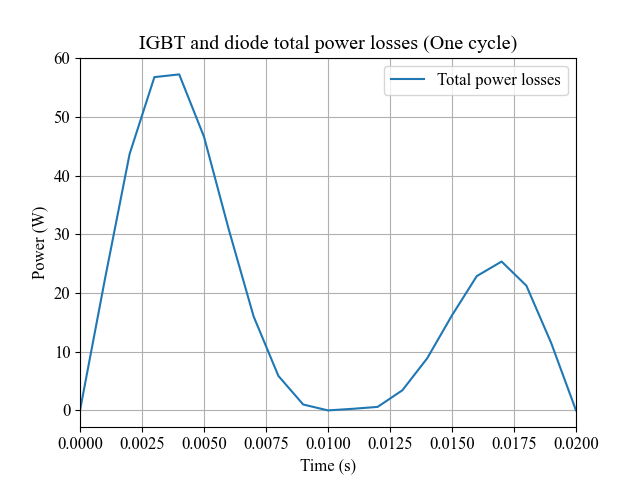 IGBT and diode total power losses (One cycle)
Total power losses
Power (W)
60
50
40
30
20
10
0
0.0000 0.0025 0.0050 0.0075 0.0100 0.0125 0.0150 0.0175 0.0200
Time (s)